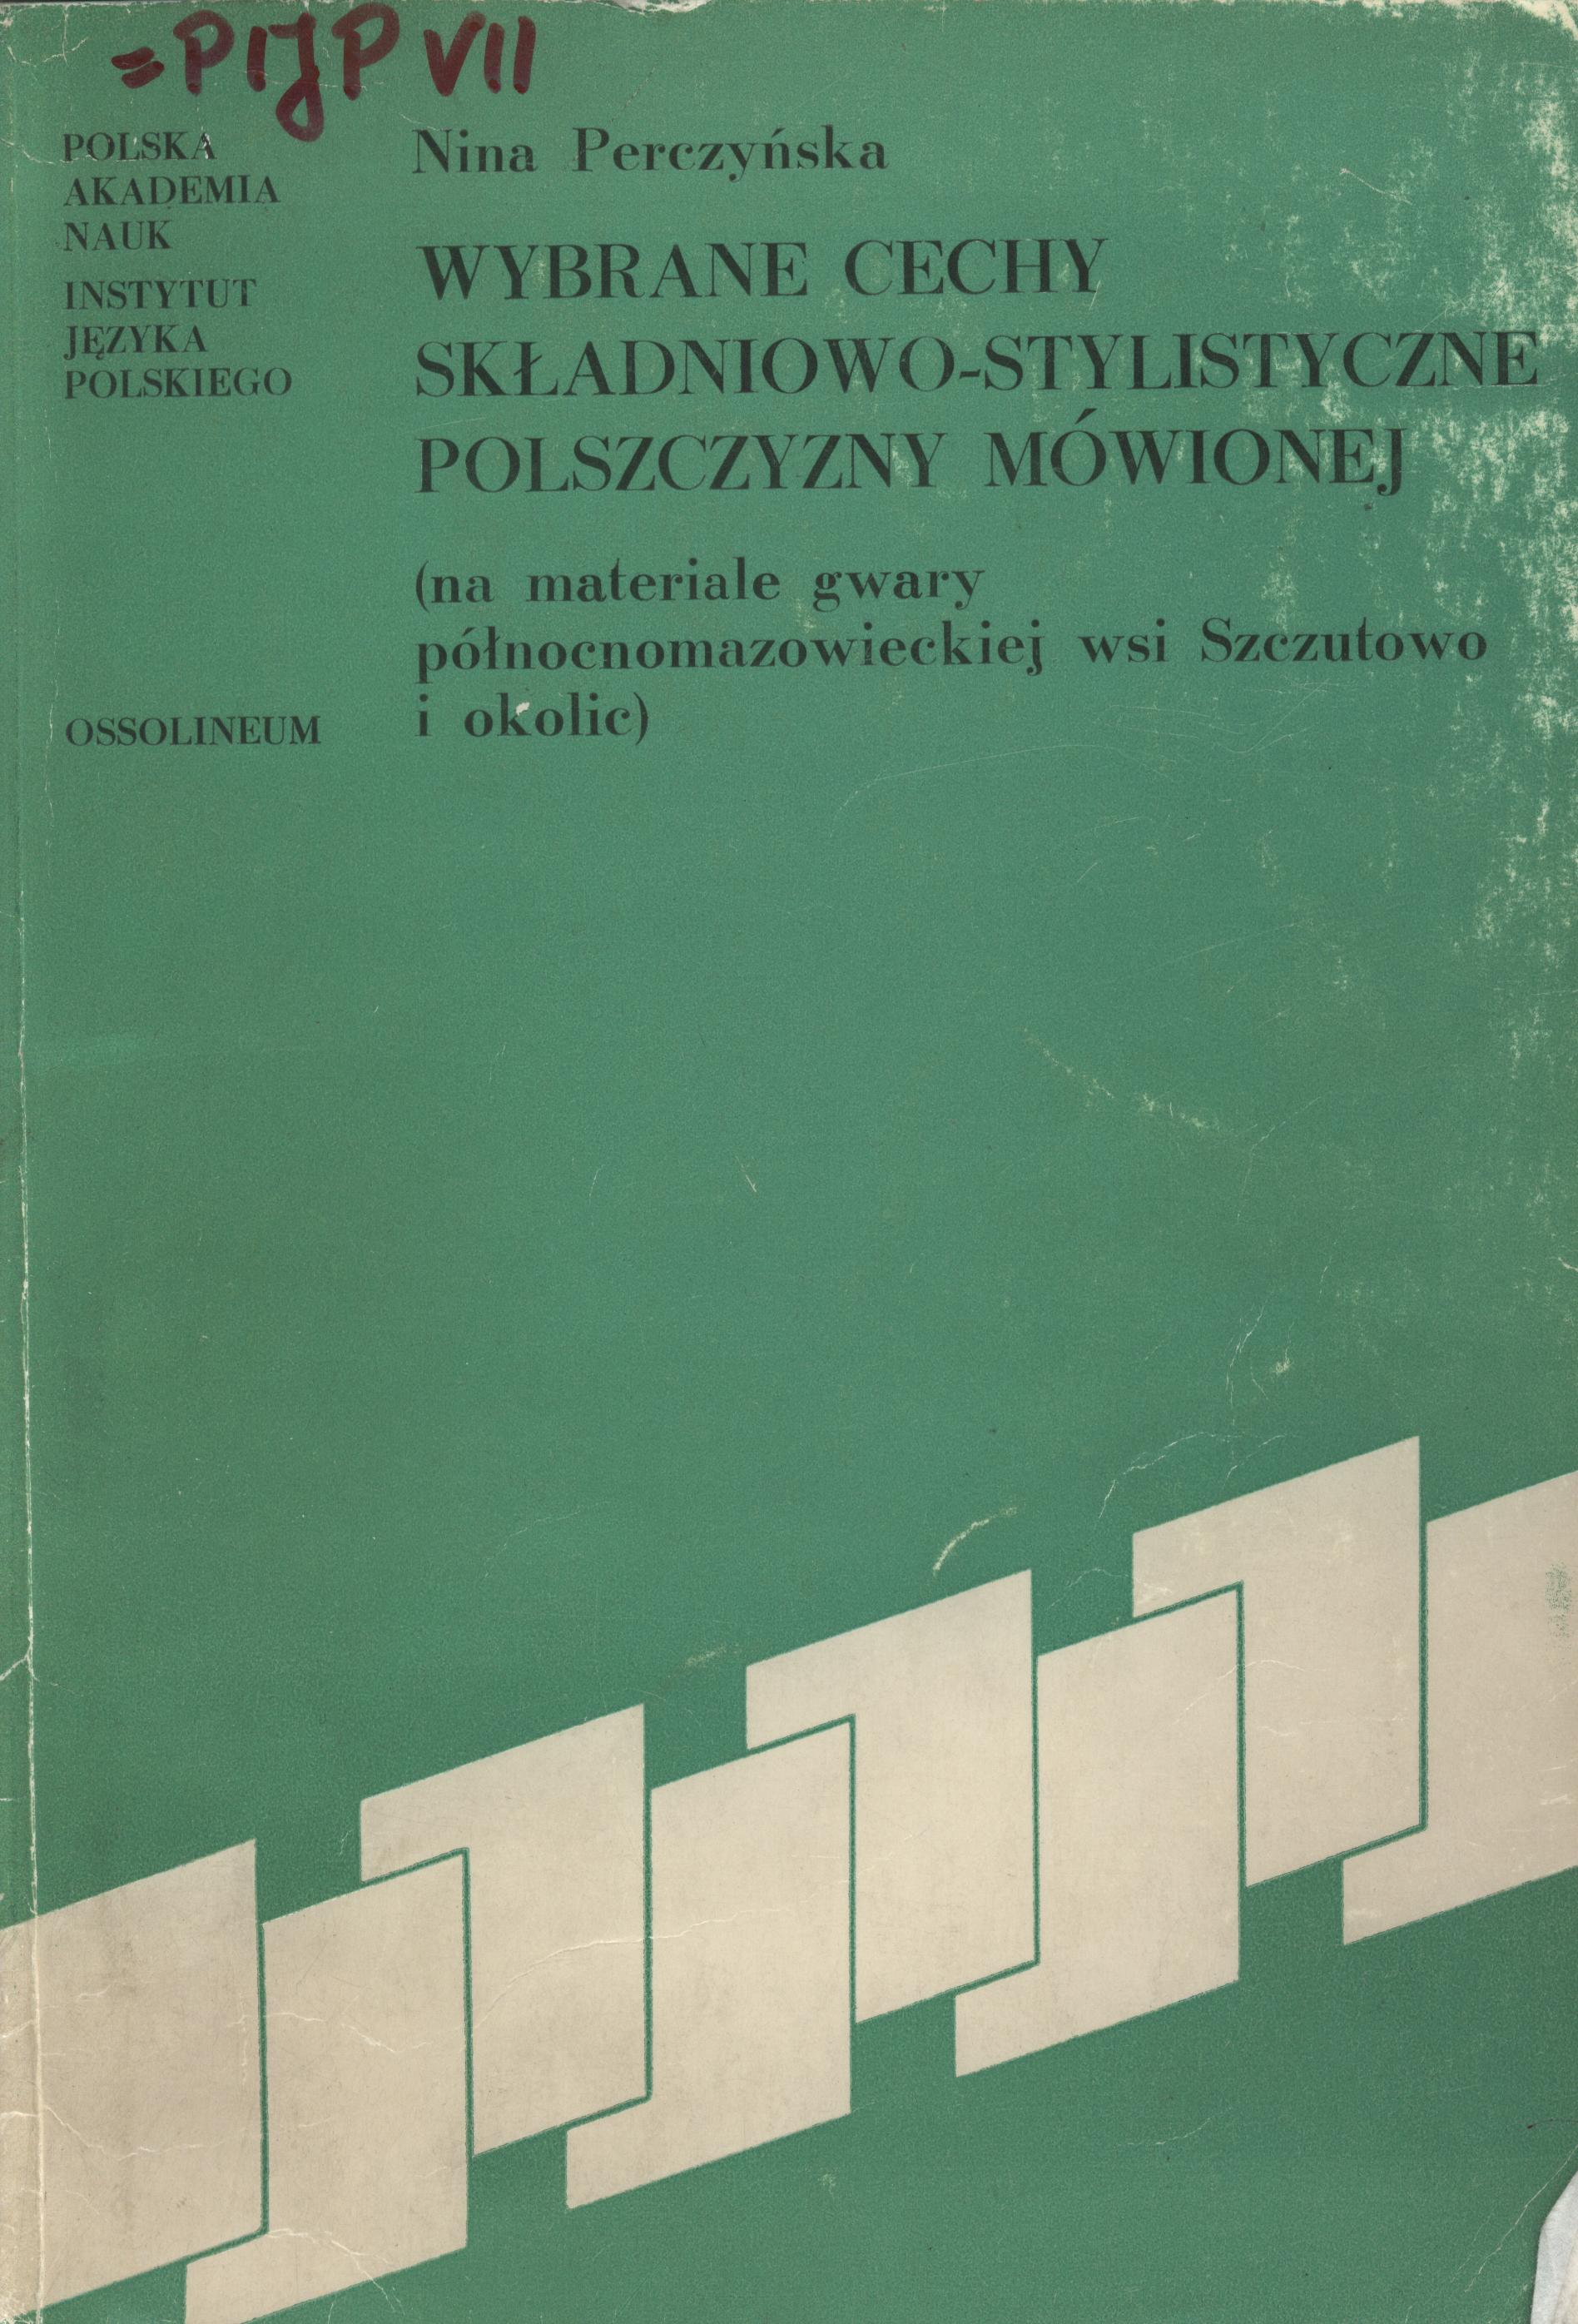 =PIJP VII
POLSKA
AKADEMIA
NAUK
INSTYTUT
JĘZYKA
POLSKIEGO
OSSOLINEUM
Nina Perczyńska
WYBRANE CECHY
SKŁADNIOWO-STYLISTYCZNE
POLSZCZYZNY MÓWIONEJ
(na materiale gwary
północnomazowieckiej wsi Szczutowo
i okolic)